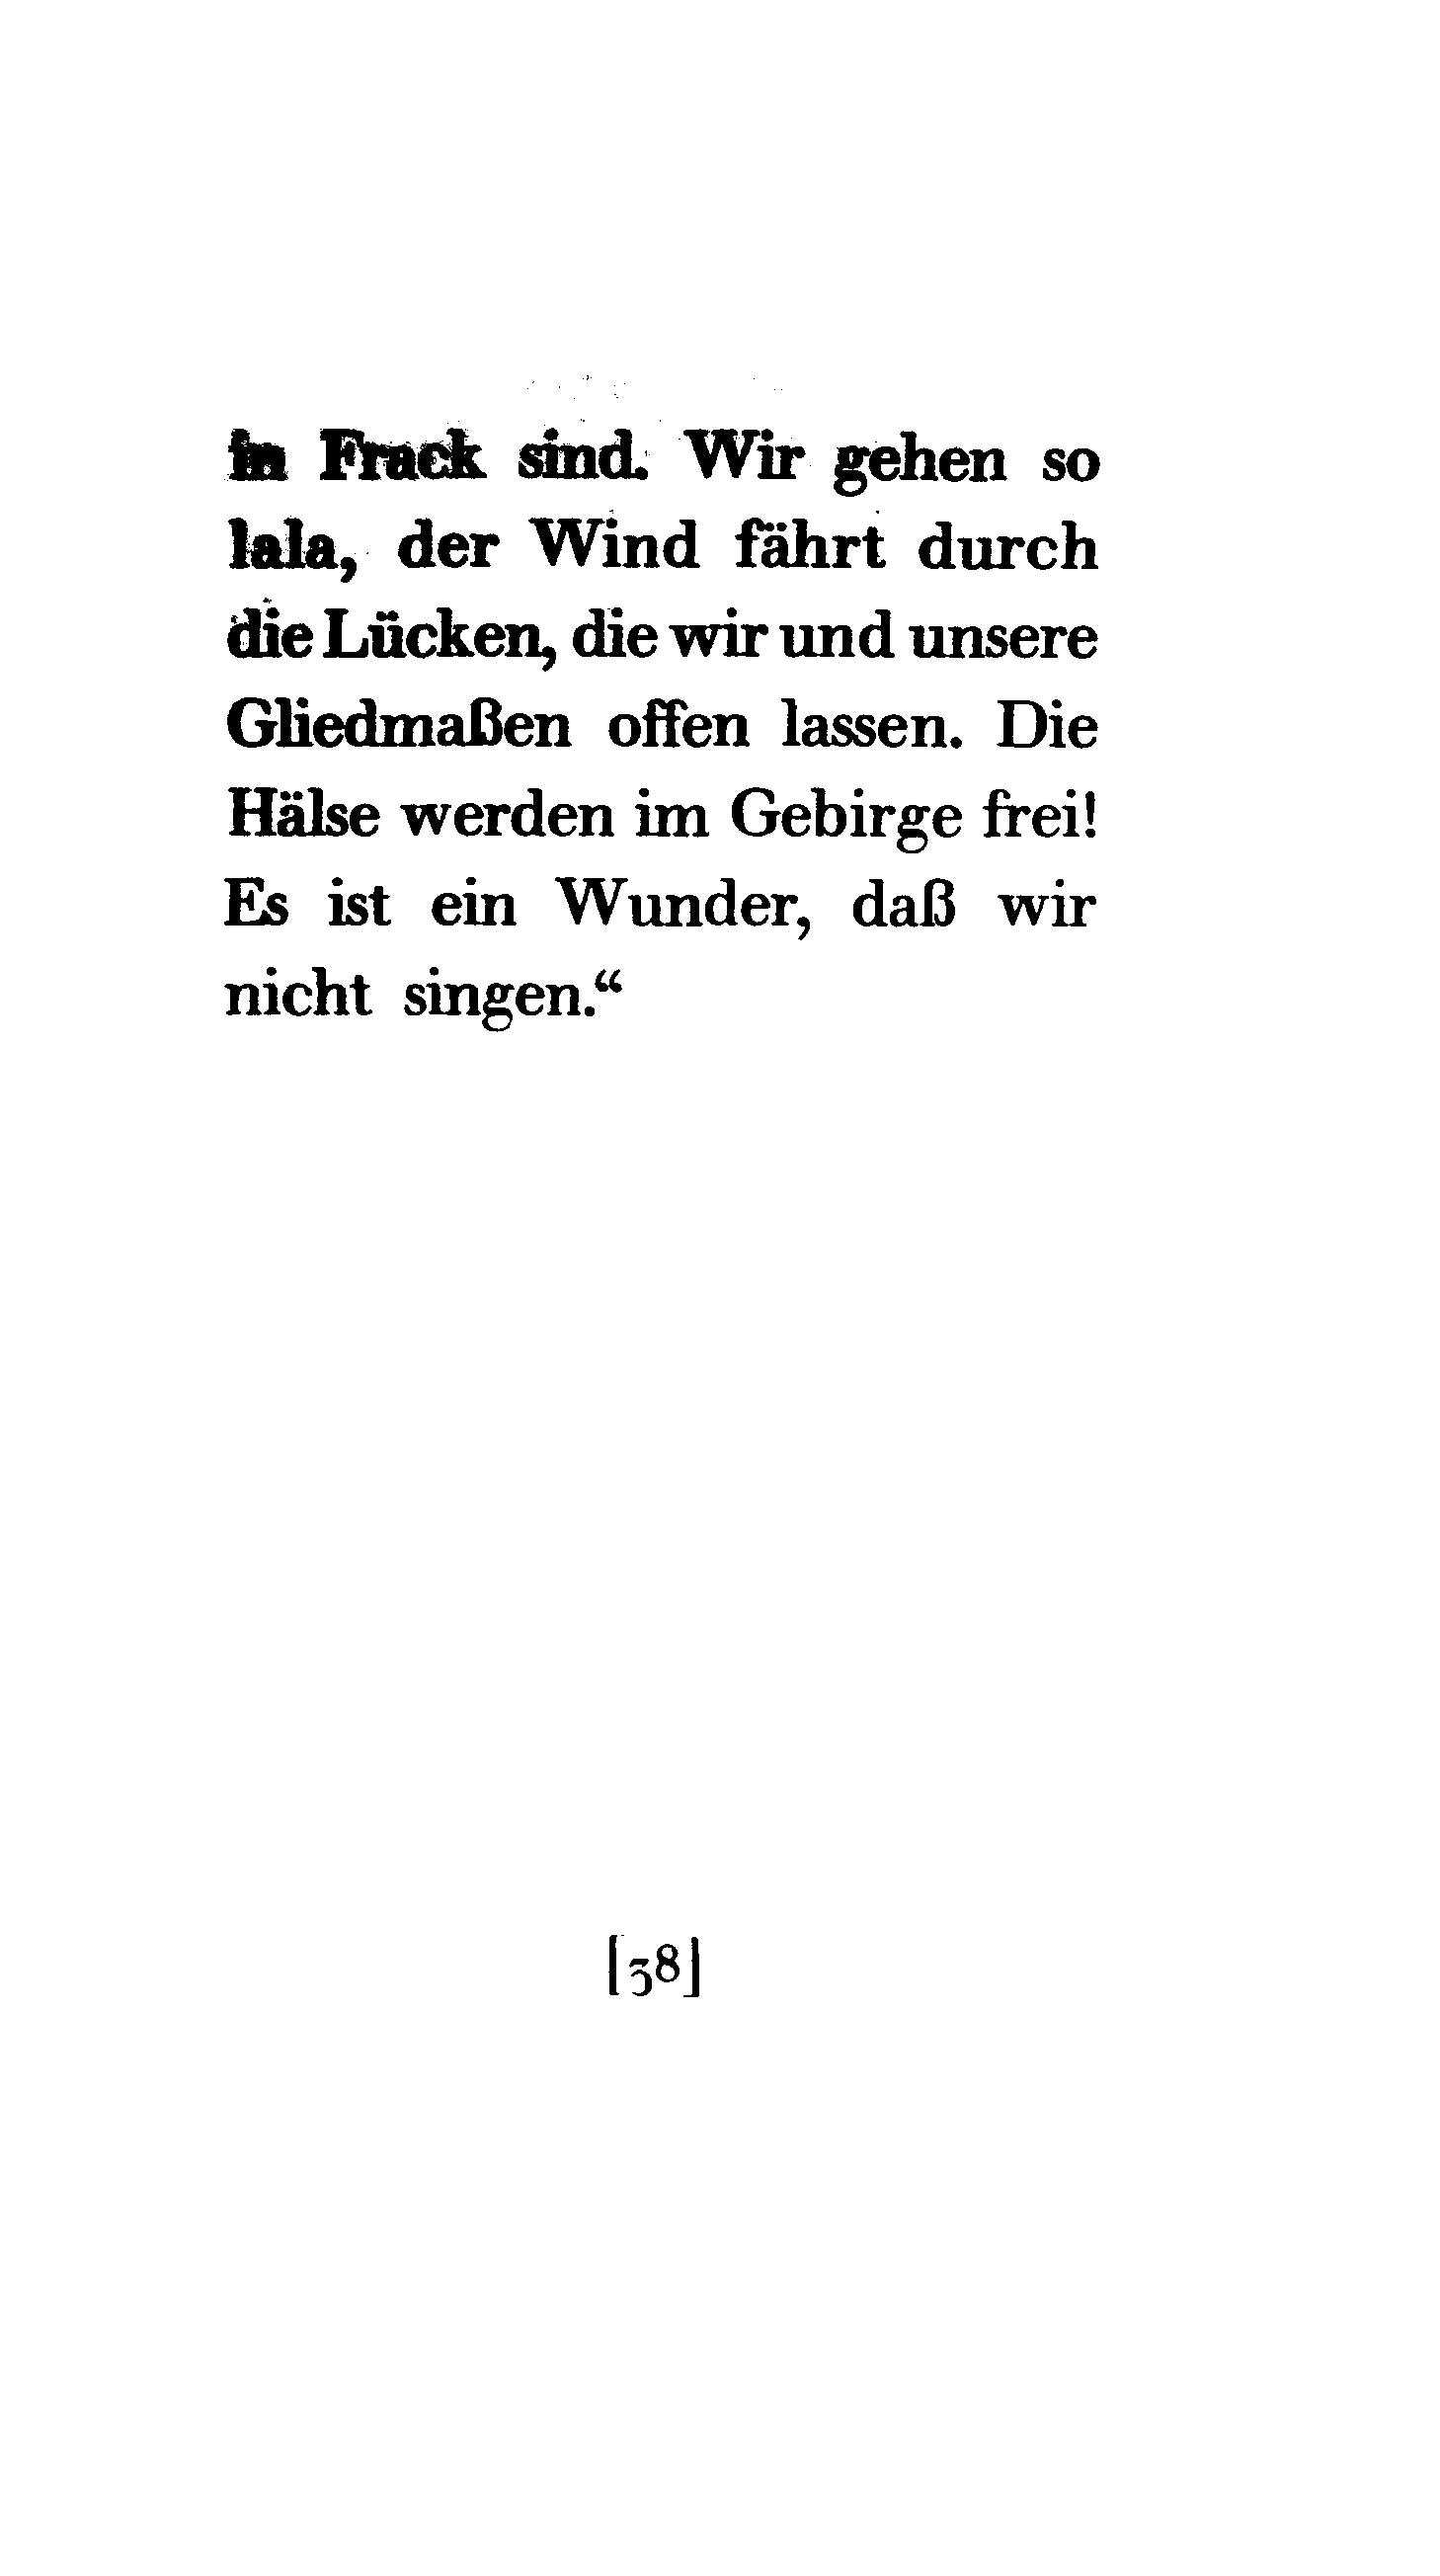 in Frack sind. Wir gehen so
lala, der Wind fährt durch
die Lücken, die wir und unsere
Gliedmaßen offen lassen. Die
Hälse werden im Gebirge frei!
Es ist ein Wunder, daß wir
nicht singen.“
[38]